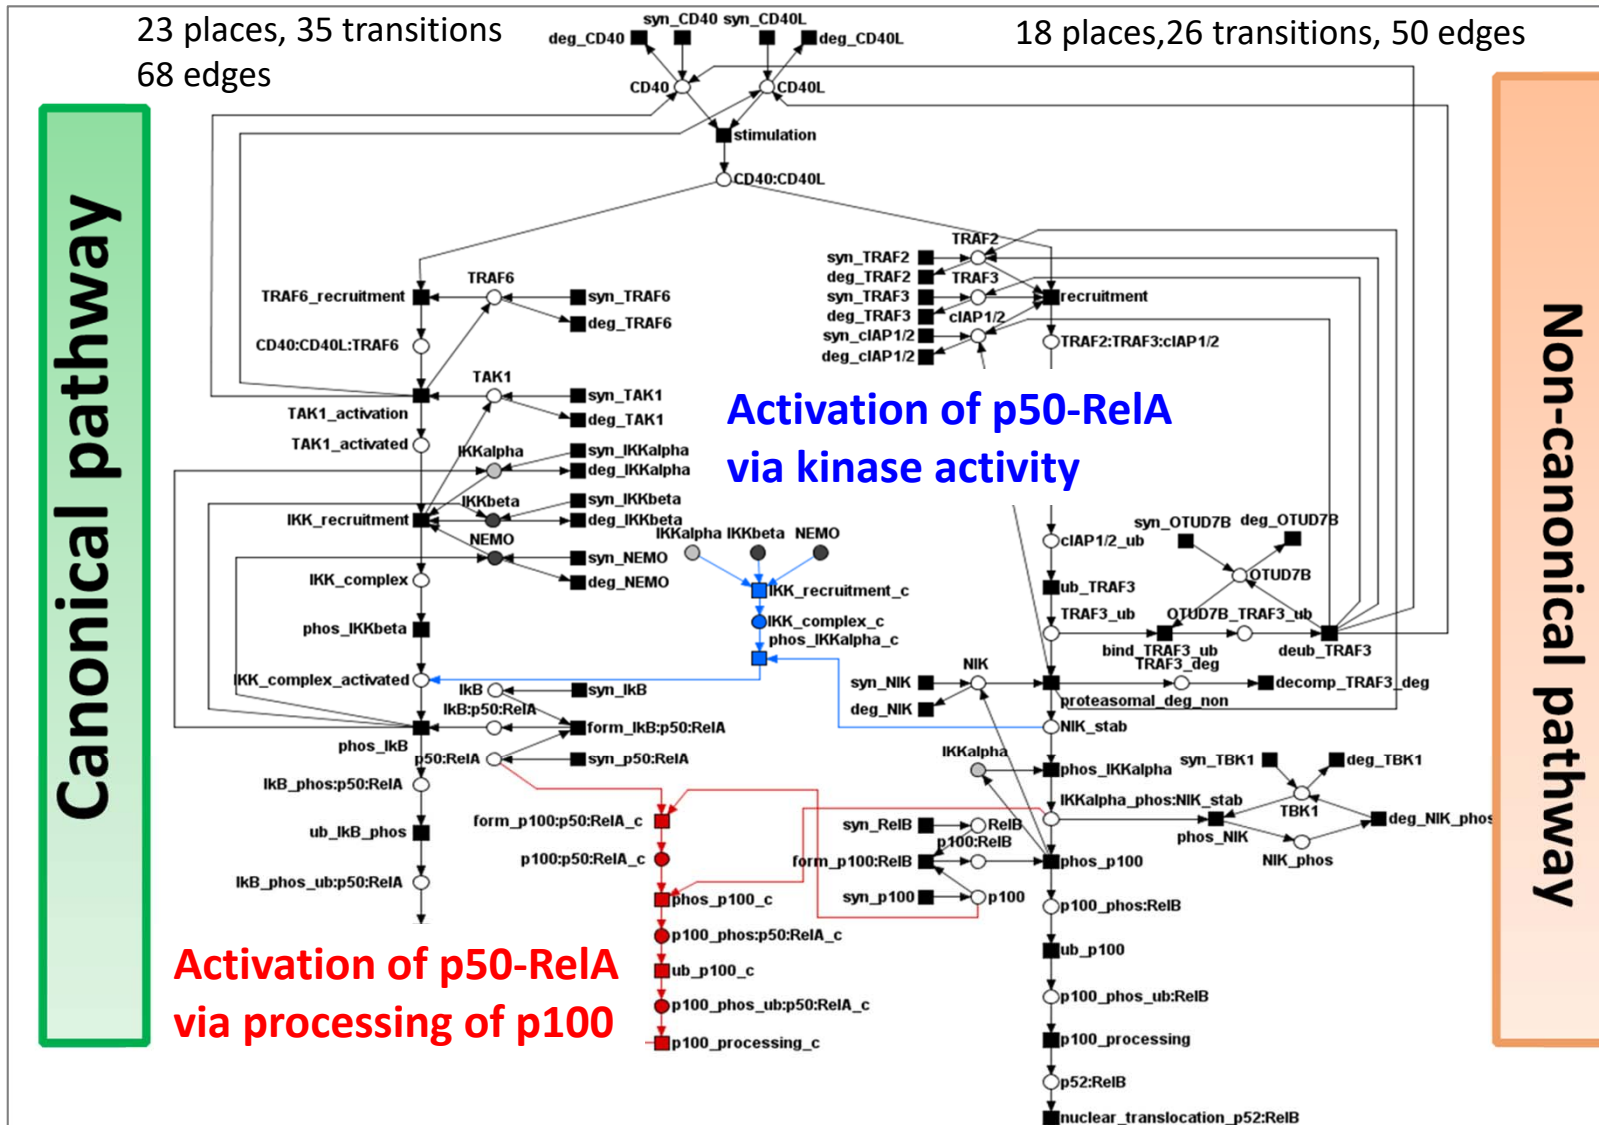 23 places, 35 transitions
68 edges
18 places,26 transitions, 50 edges
Canonical pathway
Non-canonical pathway
syn_CD40
syn_CD40L
deg_CD40
deg_CD40L
CD40
CD40L
stimulation
CD40:CD40L
TRAF6
TRAF6_recruitment
syn_TRAF6
deg_TRAF6
CD40:CD40L:TRAF6
TAK1
syn_TAK1
TAK1_activation
deg_TAK1
TAK1_activated
IKKalpha
syn_IKKalpha
deg_IKKalpha
IKKbeta
syn_IKKbeta
IKK_recruitment
deg_IKKbeta
NEMO
syn_NEMO
IKK_complex
deg_NEMO
phos_IKKbeta
IKK_complex_activated
IkB
syn_IkB
IkB:p50:RelA
form_IkB:p50:RelA
phos_IkB
p50:RelA
syn_p50:RelA
IkB_phos:p50:RelA
ub_IkB_phos
IkB_phos_ub:p50:RelA
TRAF2
syn_TRAF2
deg_TRAF2
TRAF3
syn_TRAF3
recruitment
deg_TRAF3
cIAP1/2
syn_cIAP1/2
TRAF2:TRAF3:cIAP1/2
deg_cIAP1/2
Activation of p50-RelA
via kinase activity
IKKalpha
IKKbeta
NEMO
IKK_recruitment_c
IKK_complex_c
phos_IKKalpha_c
cIAP1/2_ub
syn_OTUD7B
deg_OTUD7B
OTUD7B
ub_TRAF3
TRAF3_ub
OTUD7B_TRAF3_ub
bind_TRAF3_ub
deub_TRAF3
TRAF3_deg
NIK
syn_NIK
decomp_TRAF3_deg
proteasomal_deg_non
deg_NIK
NIK_stab
IKKalpha
phos_IKKalpha
syn_TBK1
deg_TBK1
IKKalpha_phos:NIK_stab
TBK1
phos_NIK
deg_NIK_phos
NIK_phos
syn_RelB
RelB
p100:RelB
form_p100:RelB
phos_p100
syn_p100
p100
p100_phos:RelB
ub_p100
p100_phos_ub:RelB
p100_processing
p52:RelB
nuclear_translocation_p52:RelB
form_p100:p50:RelA_c
p100:p50:RelA_c
phos_p100_c
p100_phos:p50:RelA_c
ub_p100_c
p100_phos_ub:p50:RelA_c
p100_processing_c
Activation of p50-RelA
via processing of p100